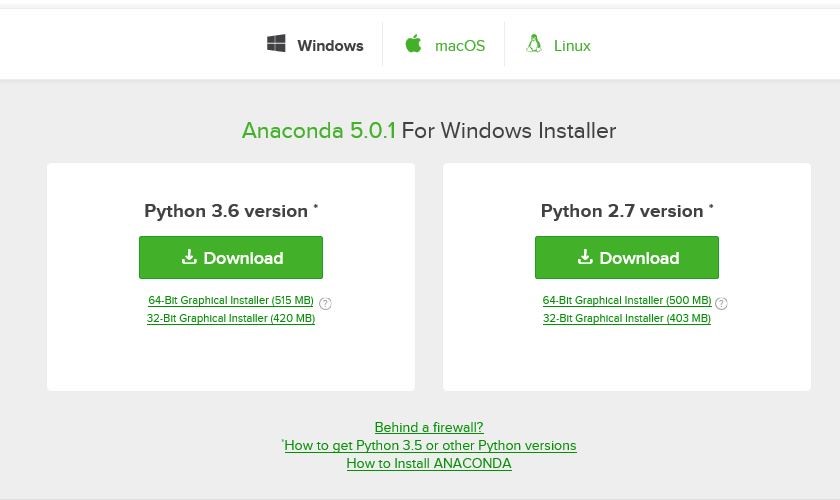 Windows macOS Linux
Anaconda 5.0.1 For Windows Installer
Python 3.6 version *
Download
64-Bit Graphical Installer (515 MB) ?
32-Bit Graphical Installer (420 MB)
Python 2.7 version *
Download
64-Bit Graphical Installer (500 MB) ?
32-Bit Graphical Installer (403 MB)
Behind a firewall?
*How to get Python 3.5 or other Python versions
How to Install ANACONDA